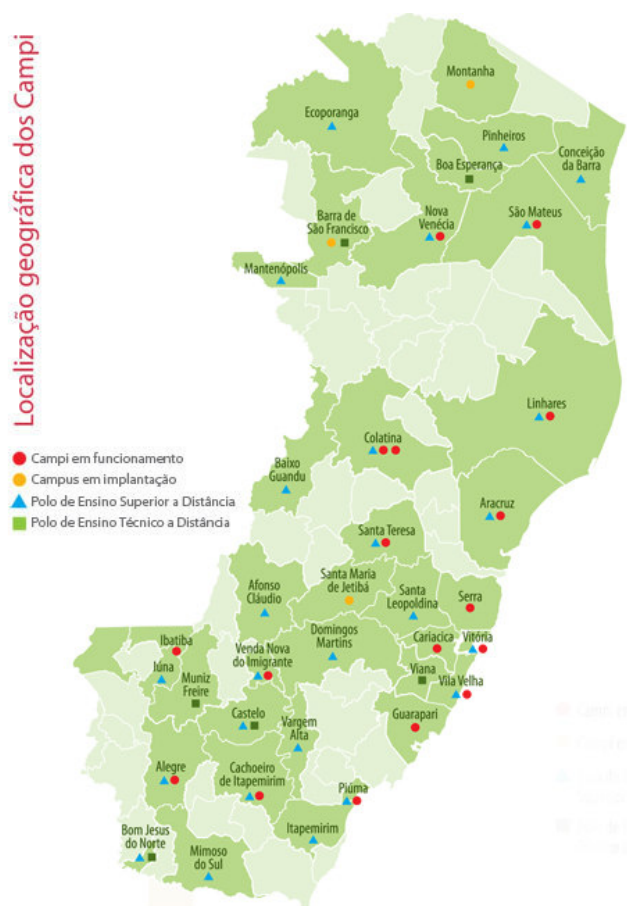 Localização geográfica dos Campi
Montanha
Ecoporanga
Pinheiros
Conceição
da Barra
Boa Esperança
Barra de
São Francisco
Nova
Venécia
São Mateus
Mantenópolis
Linhares
Colatina
Campi em funcionamento
Campus em implantação
Polo de Ensino Superior a Distância
Polo de Ensino Técnico a Distância
Baixo
Guandu
Aracruz
Santa Teresa
Santa Maria
de Jetibá
Afonso
Cláudio
Santa
Leopoldina
Serra
Ibatiba
Venda Nova
do Imigrante
Domingos
Martins
Cariacica
Vitória
Iúna
Muniz
Freire
Viana
Vila Velha
Castelo
Vargem
Alta
Guarapari
Alegre
Cachoeiro
de Itapemirim
Piúma
Bom Jesus
do Norte
Mimoso
do Sul
Itapemirim